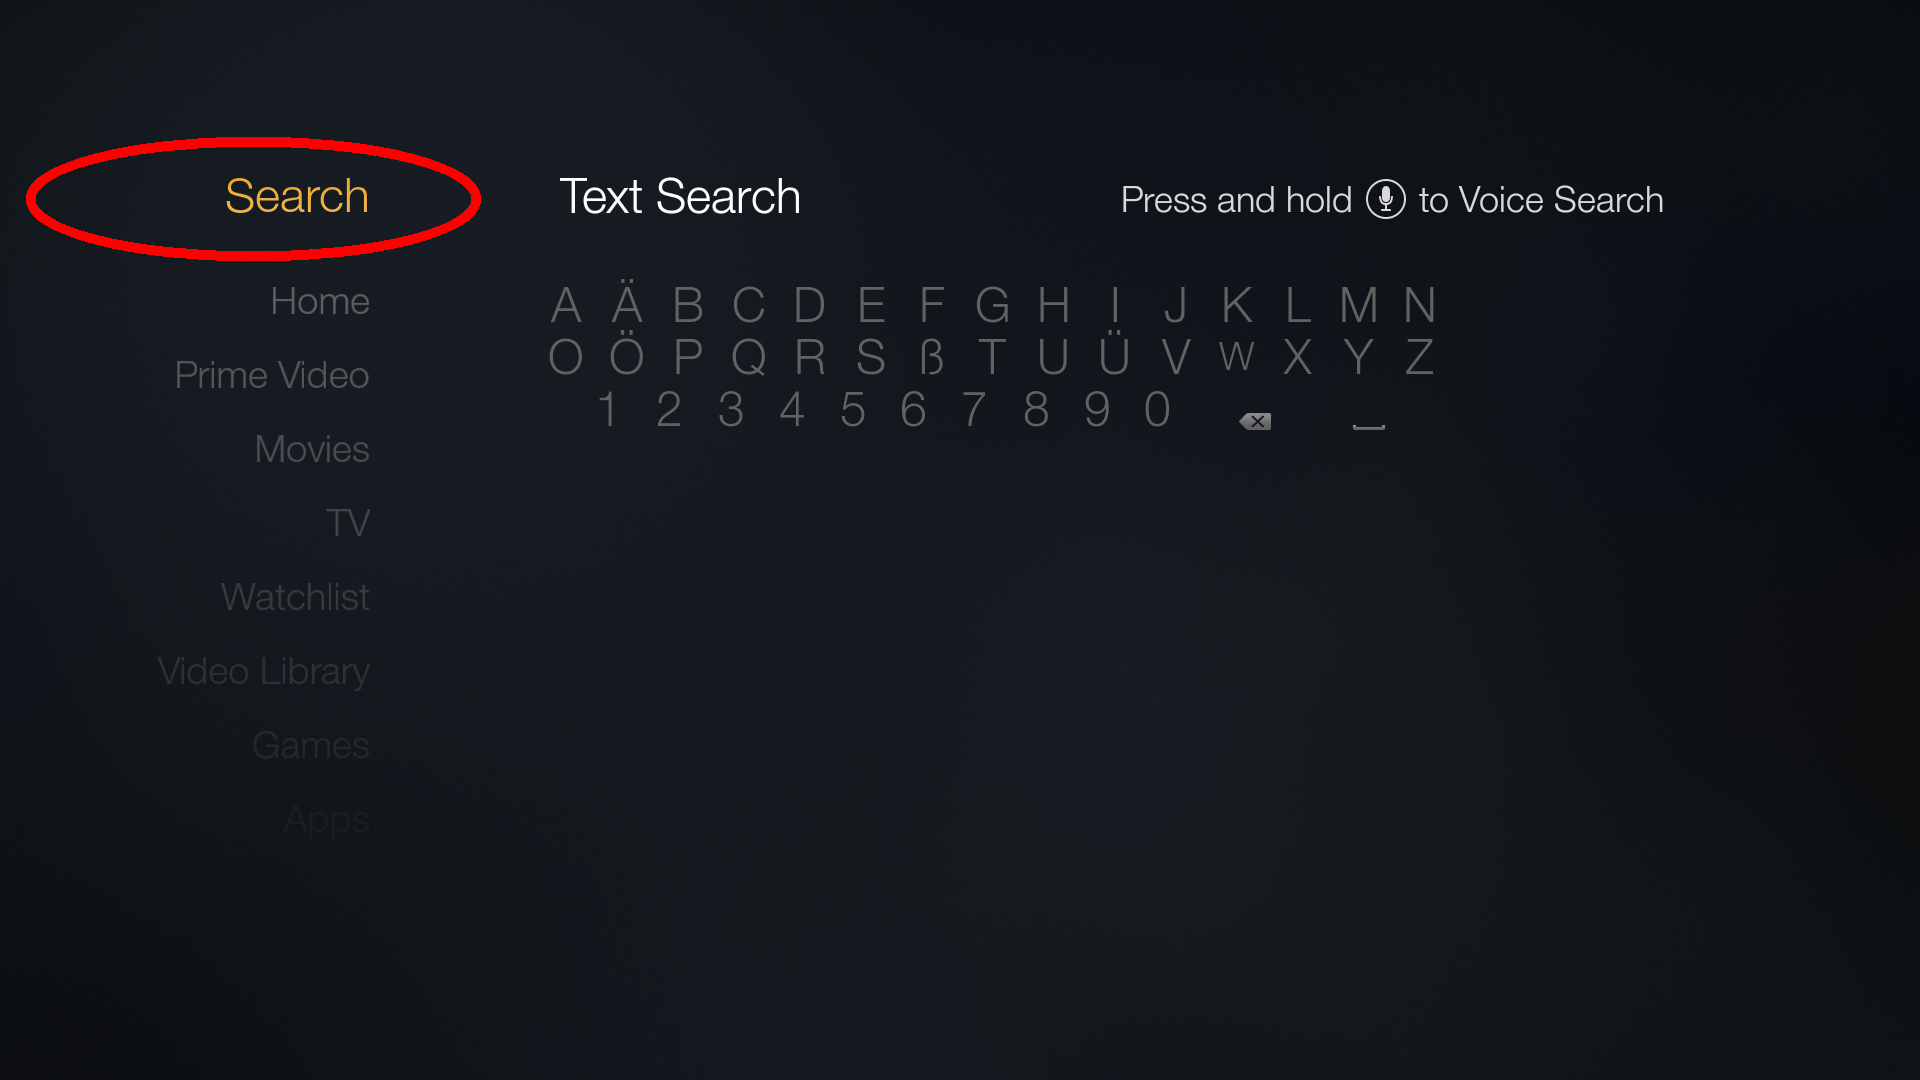 Search
Text Search
Press and hold to Voice Search
Home
Prime Video
Movies
TV
Watchlist
Video Library
Games
Apps
A Ä B C D E F G H I J K L M N
O Ö P Q R S ß T U Ü V W X Y Z
1 2 3 4 5 6 7 8 9 0